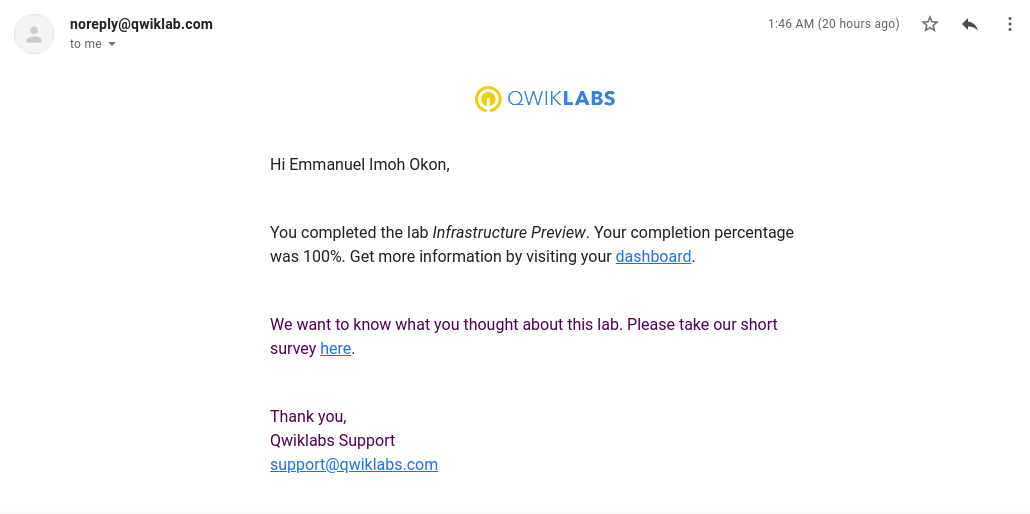 noreply@qwiklab.com
1:46 AM (20 hours ago)
to me
QWIKLABS
Hi Emmanuel Imoh Okon,
You completed the lab Infrastructure Preview. Your completion percentage
was 100%. Get more information by visiting your dashboard.
We want to know what you thought about this lab. Please take our short
survey here.
Thank you,
Qwiklabs Support
support@qwiklabs.com